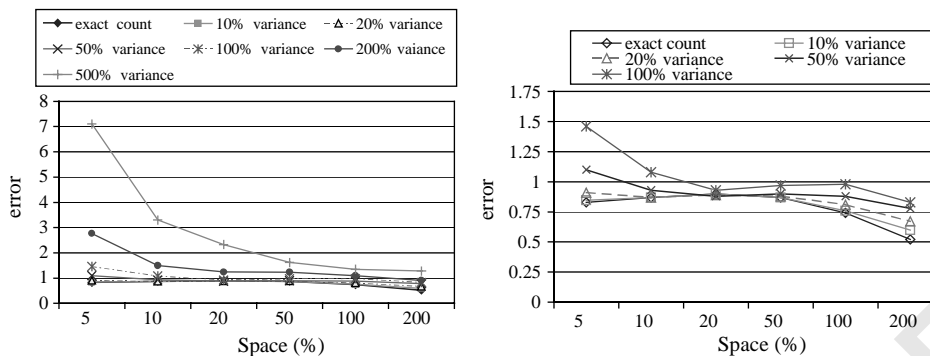 exact count 10% variance 20% variance
50% variance 100% variance 200% vaiance
500% variance
8
7
6
5
4
3
2
1
0
error
5 10 20 50 100 200
Space (%)
exact count 10% variance
20% variance 50% variance
100% variance
1.75
1.5
1.25
1
0.75
0.5
0.25
0
error
5 10 20 50 100 200
Space (%)